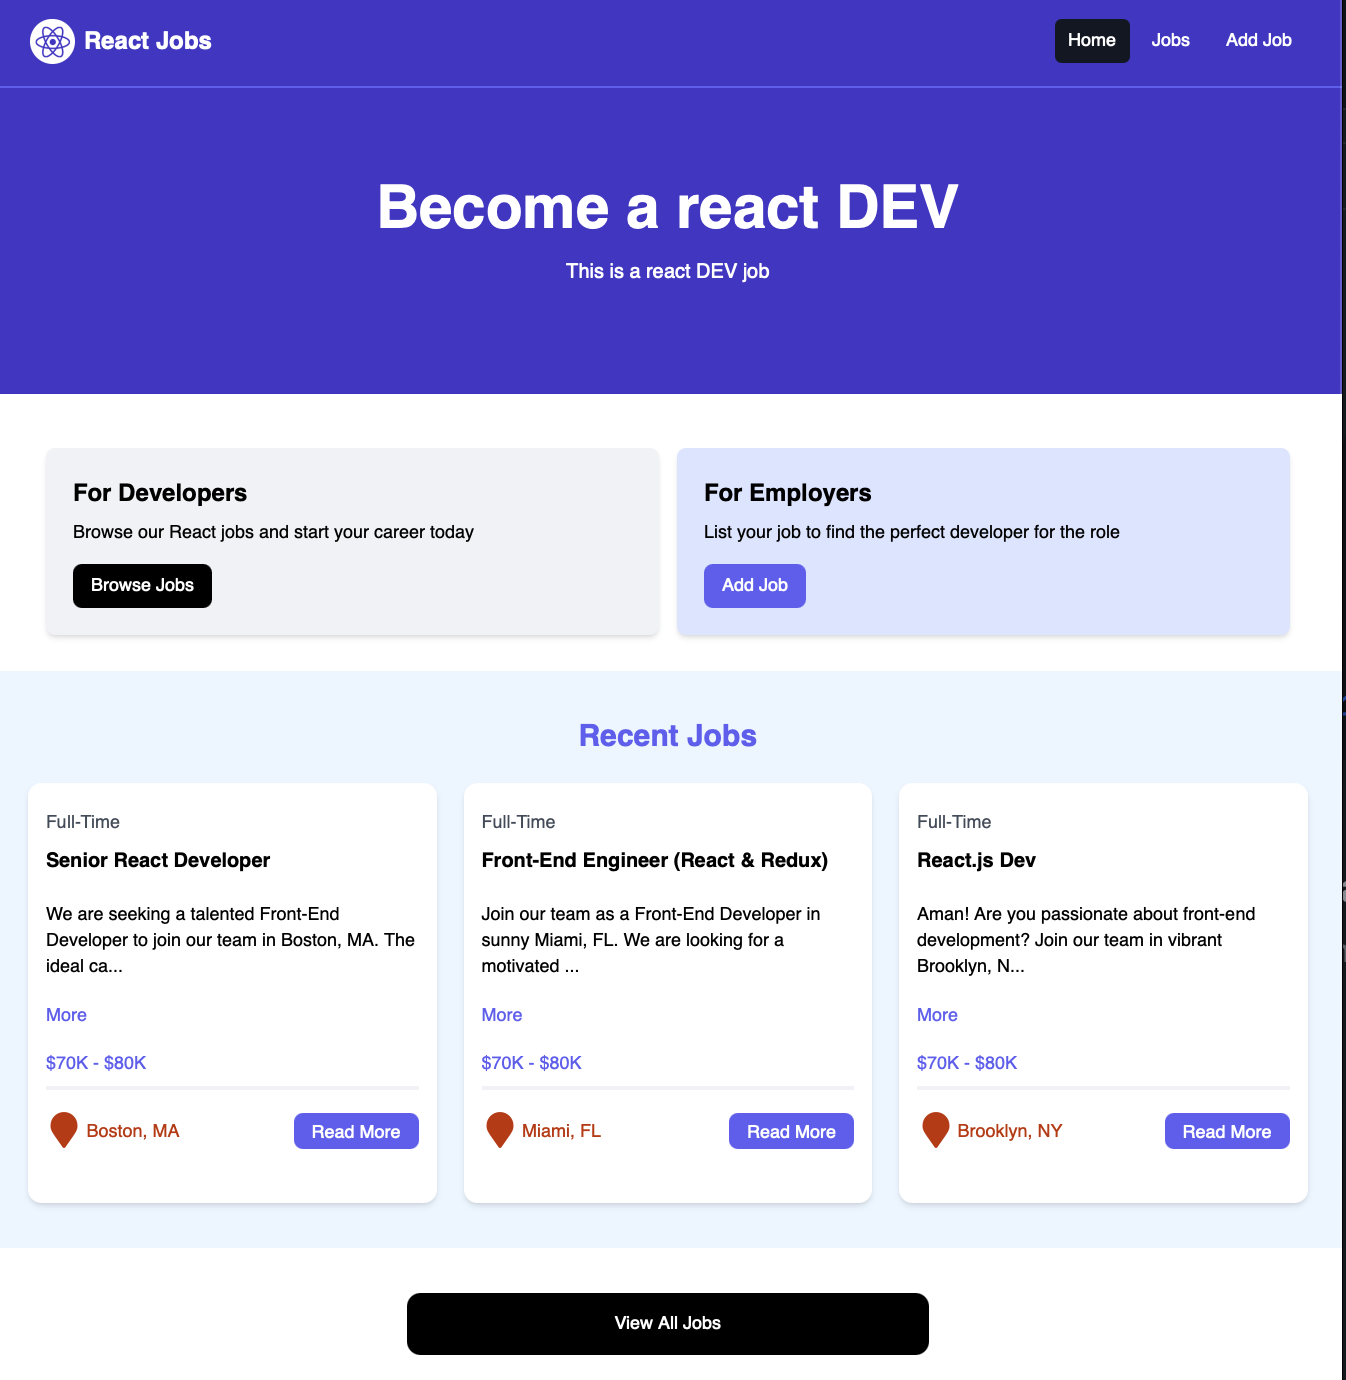 React Jobs
Home Jobs Add Job
Become a react DEV
This is a react DEV job
For Developers
Browse our React jobs and start your career today
Browse Jobs
For Employers
List your job to find the perfect developer for the role
Add Job
Recent Jobs
Full-Time
Senior React Developer
We are seeking a talented Front-End
Developer to join our team in Boston, MA. The
ideal ca...
More
$70K - $80K
Boston, MA
Read More
Full-Time
Front-End Engineer (React & Redux)
Join our team as a Front-End Developer in
sunny Miami, FL. We are looking for a
motivated ...
More
$70K - $80K
Miami, FL
Read More
Full-Time
React.js Dev
Aman! Are you passionate about front-end
development? Join our team in vibrant
Brooklyn, N...
More
$70K - $80K
Brooklyn, NY
Read More
View All Jobs